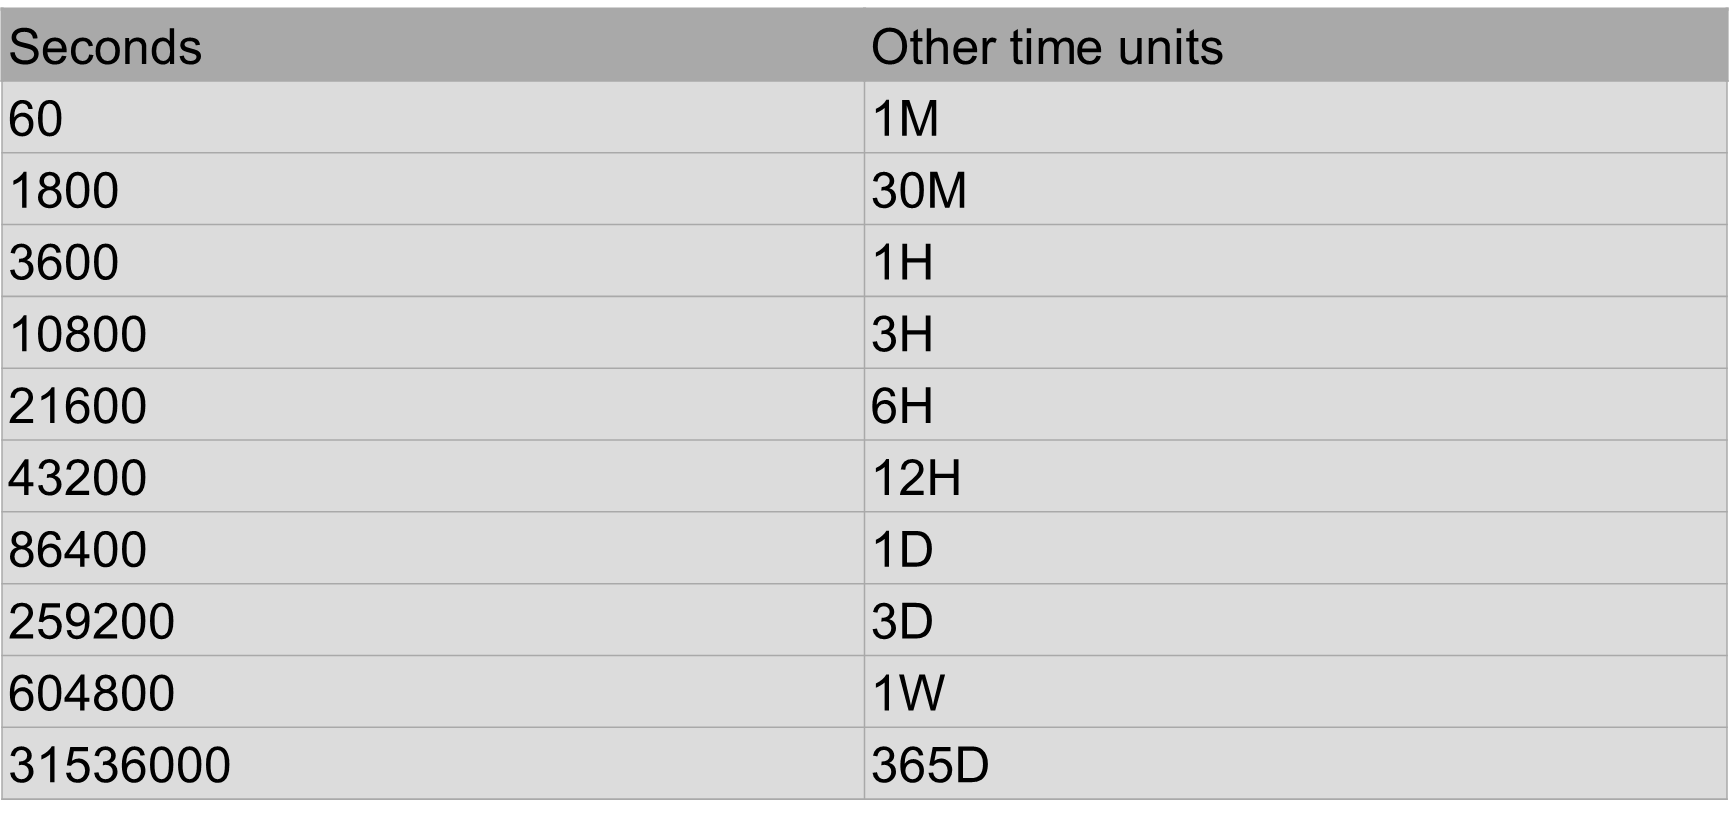 Seconds Other time units
60 1M
1800 30M
3600 1H
10800 3H
21600 6H
43200 12H
86400 1D
259200 3D
604800 1W
31536000 365D